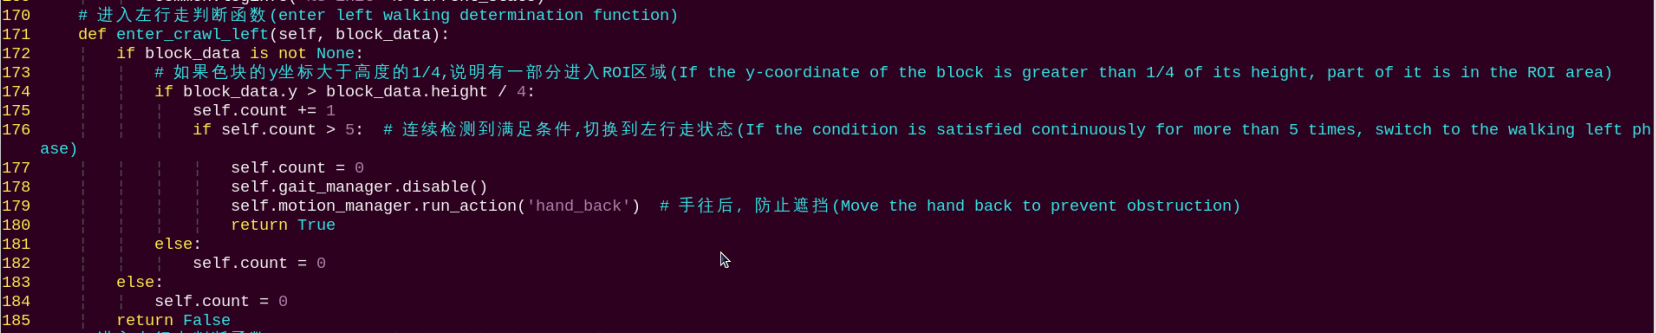 170     # 进入左行走判断函数(enter left walking determination function)
171     def enter_crawl_left(self, block_data):
172         if block_data is not None:
173             # 如果色块的y坐标大于高度的1/4,说明有一部分进入ROI区域(If the y-coordinate of the block is greater than 1/4 of its height, part of it is in the ROI area)
174             if block_data.y > block_data.height / 4:
175                 self.count += 1
176                 if self.count > 5:  # 连续检测到满足条件,切换到左行走状态(If the condition is satisfied continuously for more than 5 times, switch to the walking left ph
ase)
177                     self.count = 0
178                     self.gait_manager.disable()
179                     self.motion_manager.run_action('hand_back')  # 手往后, 防止遮挡(Move the hand back to prevent obstruction)
180                     return True
181             else:
182                 self.count = 0
183         else:
184             self.count = 0
185         return False